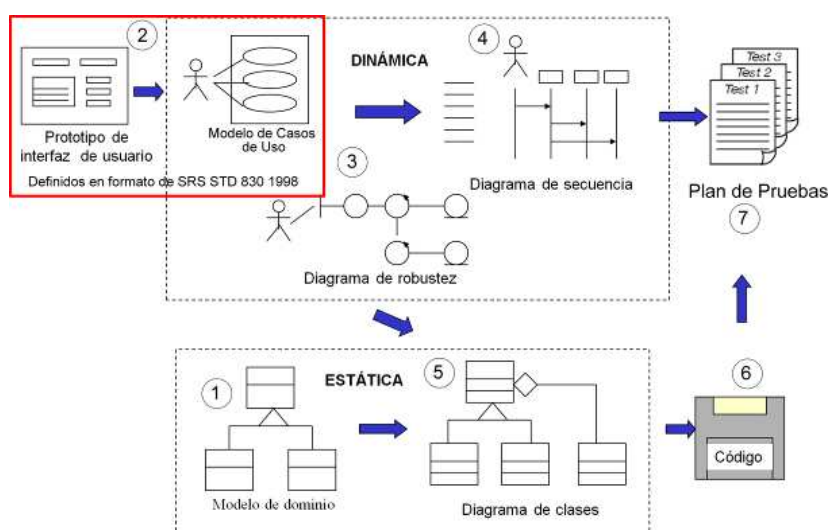 2
4
DINÁMICA
Test 3
Test 2
Test 1
Prototipo de
interfaz de usuario
Modelo de Casos
de Uso
Definidos en formato de SRS STD 830 1998
3
Diagrama de secuencia
Plan de Pruebas
7
Diagrama de robustez
1
ESTÁTICA
5
6
Código
Modelo de dominio
Diagrama de clases